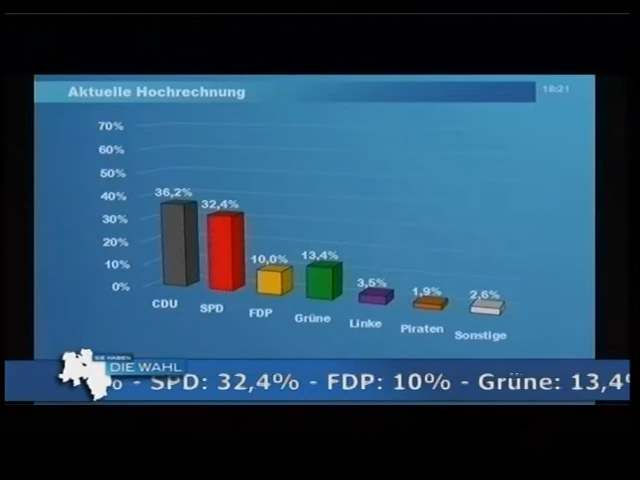 Aktuelle Hochrechnung
18:21
70%
60%
50%
40%
30%
20%
10%
0%
36,2%
32,4%
10,0%
13,4%
3,5%
1,9%
2,6%
CDU
SPD
FDP
Grüne
Linke
Piraten
Sonstige
SIE HABEN
DIE WAHL
% - SPD: 32,4% - FDP: 10% - Grüne: 13,4%